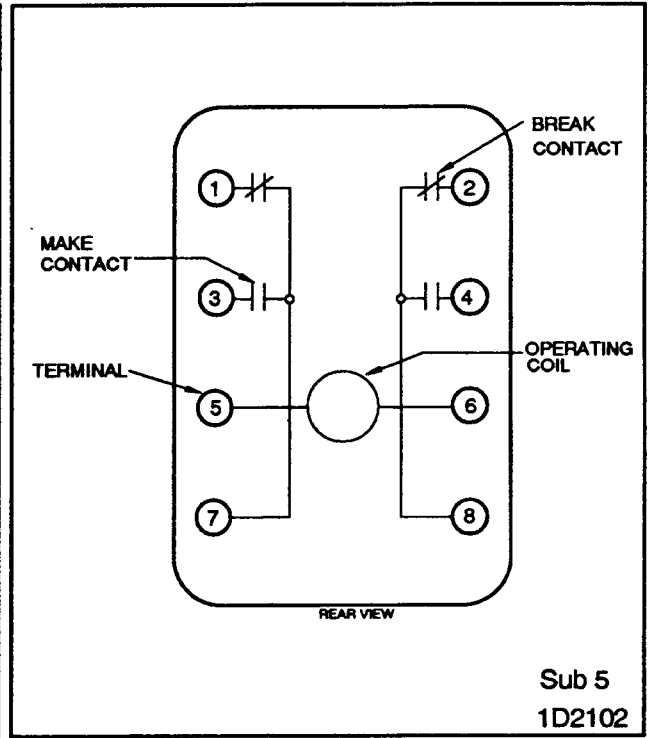 BREAK
CONTACT
1
2
MAKE
CONTACT
3
4
OPERATING
COIL
TERMINAL
5
6
7
8
REAR VIEW
Sub 5
1D2102